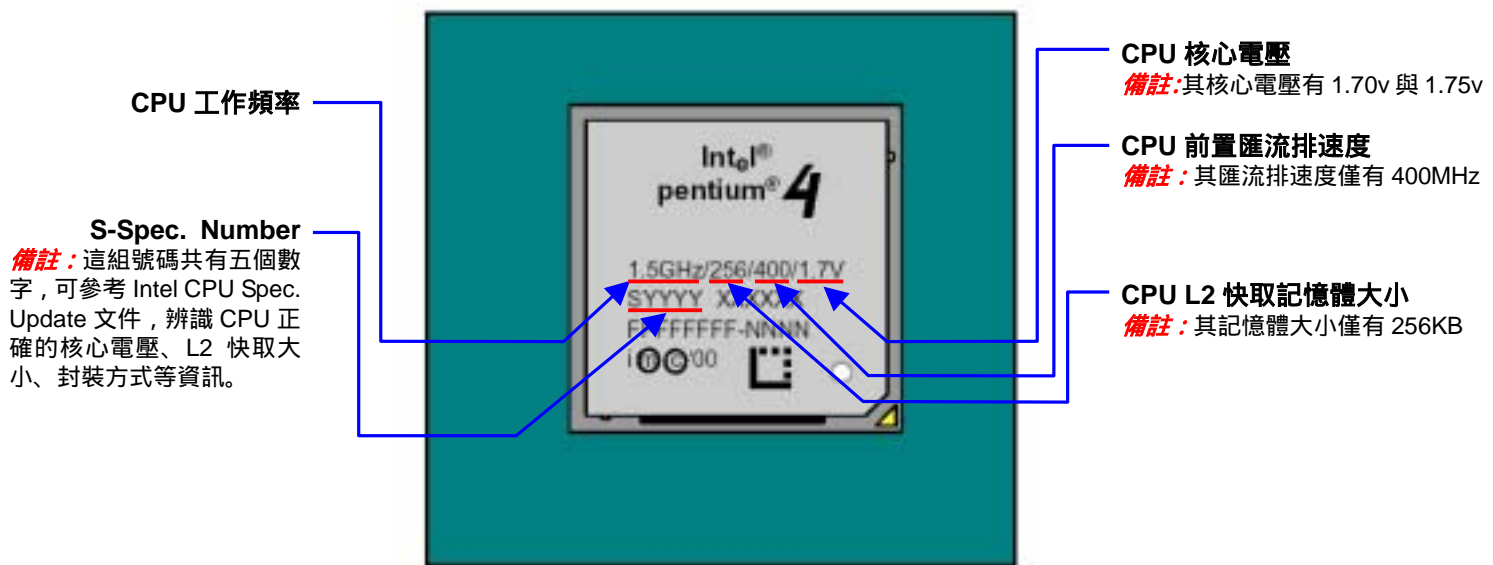 CPU 工作頻率
S-Spec. Number
備註：這組號碼共有五個數
字，可參考 Intel CPU Spec.
Update 文件，辨識 CPU 正
確的核心電壓、L2 快取大
小、封裝方式等資訊。
Intel®
pentium® 4
1.5GHz/256/400/1.7V
SYYYY XXXXXX
FFFFFFFF-NNNN
i ⓜⓒ'00
CPU 核心電壓
備註:其核心電壓有 1.70v 與 1.75v
CPU 前置匯流排速度
備註：其匯流排速度僅有 400MHz
CPU L2 快取記憶體大小
備註：其記憶體大小僅有 256KB